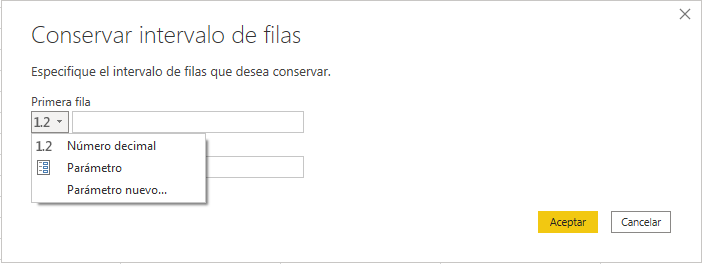 Conservar intervalo de filas
Especifique el intervalo de filas que desea conservar.
Primera fila
1.2
1.2 Número decimal
Parámetro
Parámetro nuevo...
Aceptar
Cancelar